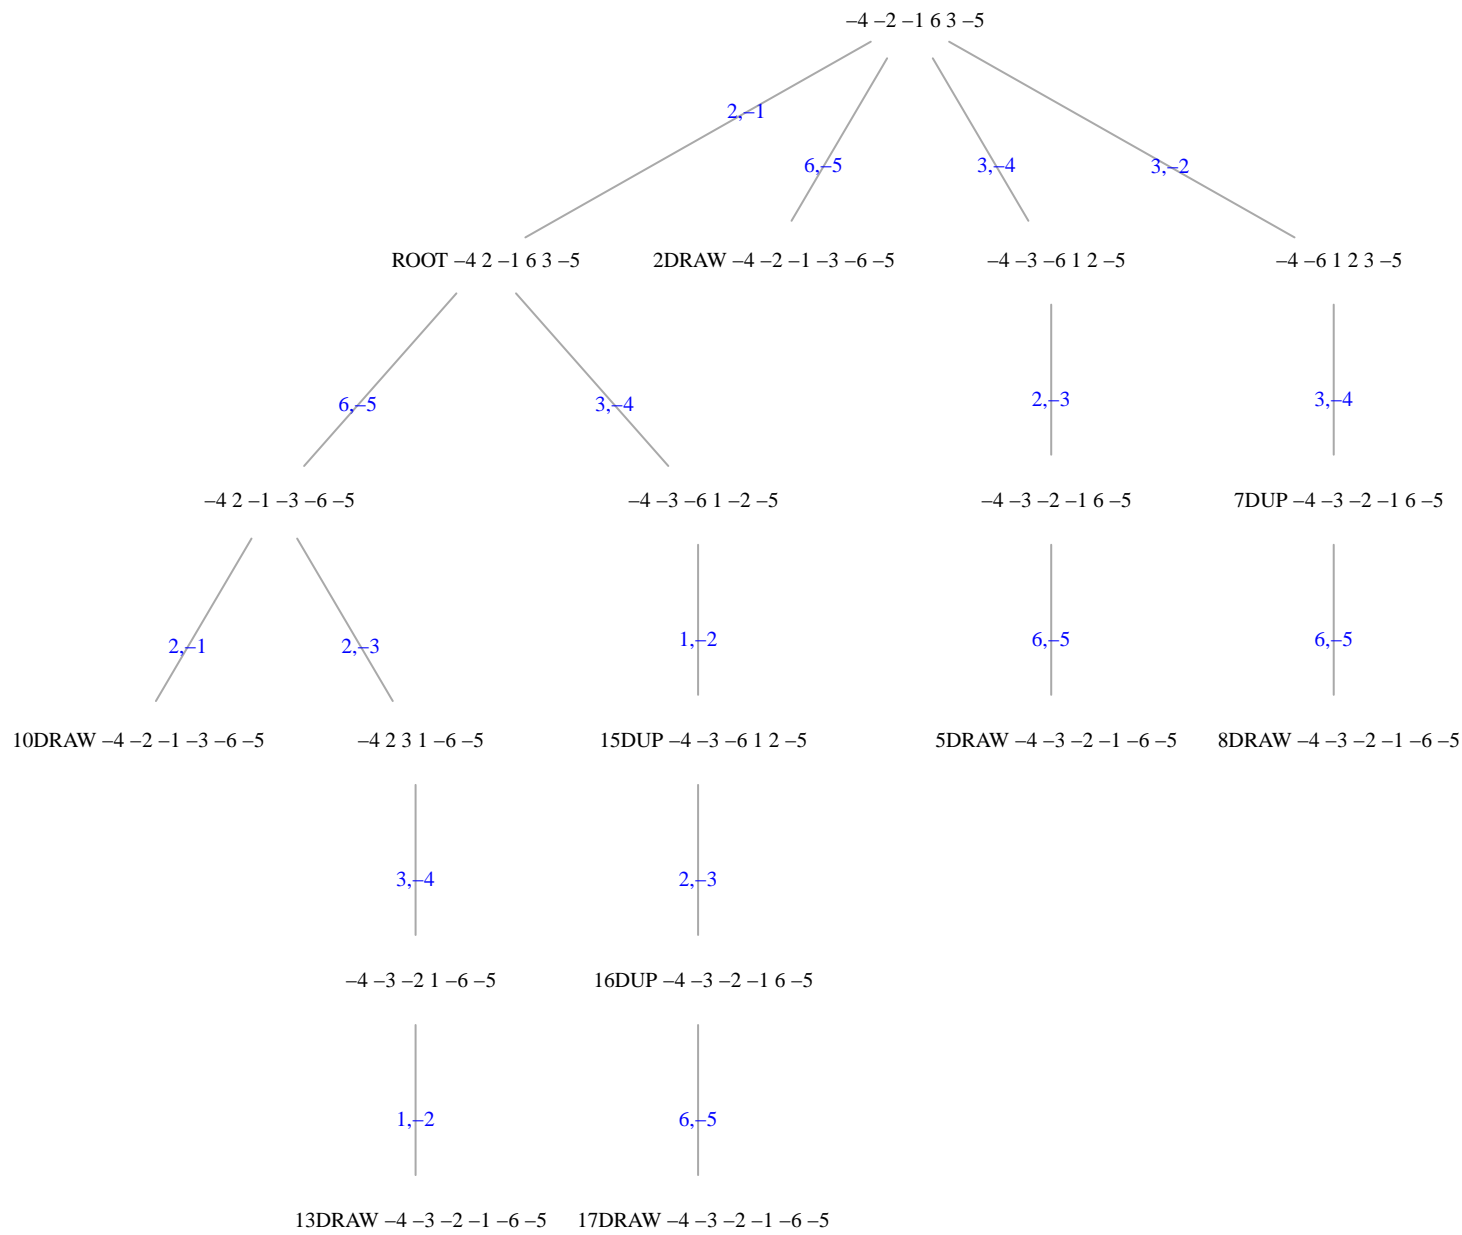 –4 –2 –1 6 3 –5
2,–1
6,–5
3,–4
3,–2
ROOT –4 2 –1 6 3 –5
2DRAW –4 –2 –1 –3 –6 –5
–4 –3 –6 1 2 –5
–4 –6 1 2 3 –5
6,–5
3,–4
2,–3
3,–4
–4 2 –1 –3 –6 –5
–4 –3 –6 1 –2 –5
–4 –3 –2 –1 6 –5
7DUP –4 –3 –2 –1 6 –5
2,–1
2,–3
1,–2
6,–5
6,–5
10DRAW –4 –2 –1 –3 –6 –5
–4 2 3 1 –6 –5
15DUP –4 –3 –6 1 2 –5
5DRAW –4 –3 –2 –1 –6 –5
8DRAW –4 –3 –2 –1 –6 –5
3,–4
2,–3
–4 –3 –2 1 –6 –5
16DUP –4 –3 –2 –1 6 –5
1,–2
6,–5
13DRAW –4 –3 –2 –1 –6 –5
17DRAW –4 –3 –2 –1 –6 –5